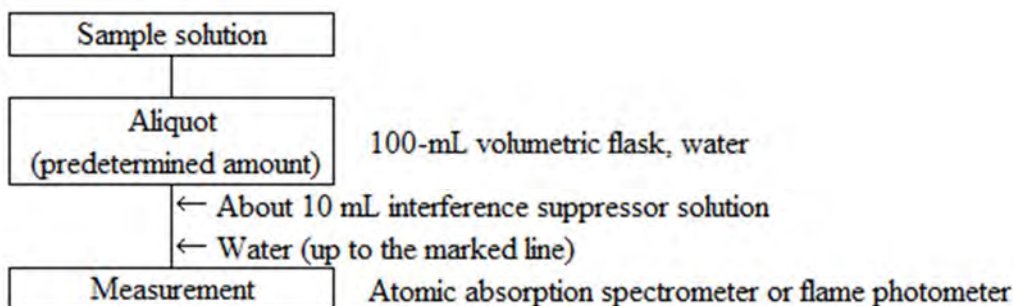 Sample solution
Aliquot
(predetermined amount)
100-mL volumetric flask, water
← About 10 mL interference suppressor solution
← Water (up to the marked line)
Measurement
Atomic absorption spectrometer or flame photometer